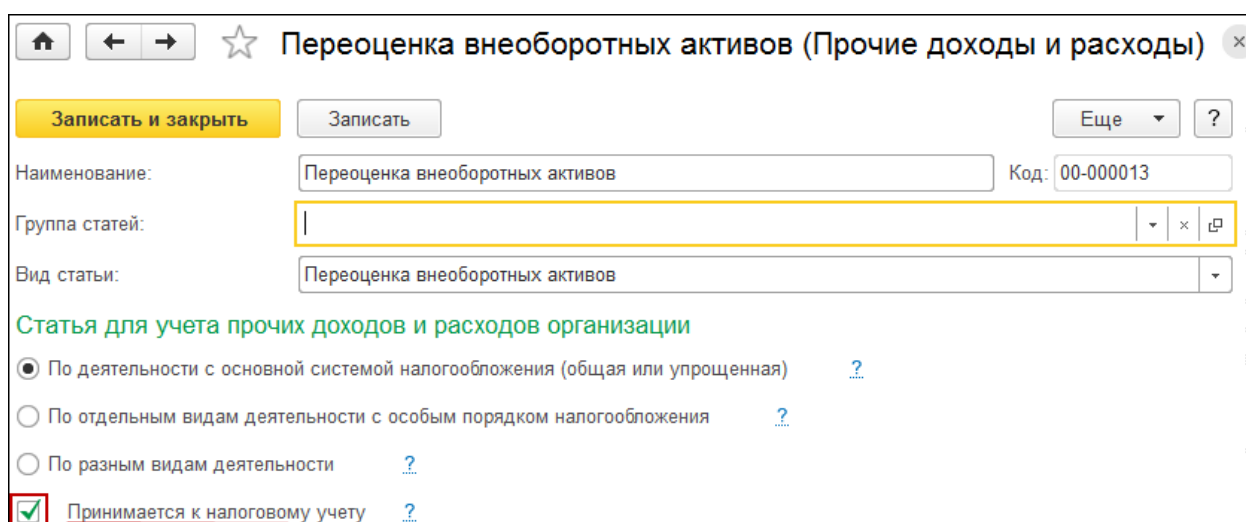 Переоценка внеоборотных активов (Прочие доходы и расходы) ×
Записать и закрыть Записать Еще ?
Наименование: Переоценка внеоборотных активов Код: 00-000013
Группа статей:
Вид статьи: Переоценка внеоборотных активов
Статья для учета прочих доходов и расходов организации
По деятельности с основной системой налогообложения (общая или упрощенная) ?
По отдельным видам деятельности с особым порядком налогообложения ?
По разным видам деятельности ?
Принимается к налоговому учету ?